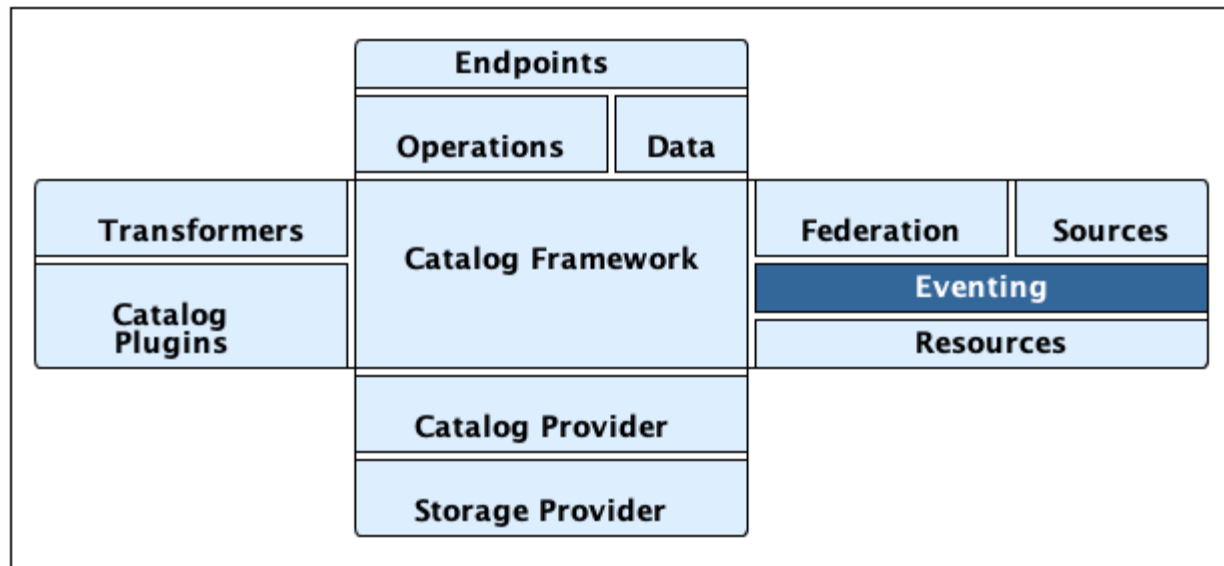 Endpoints
Operations
Data
Transformers
Catalog Framework
Federation
Sources
Eventing
Catalog
Plugins
Resources
Catalog Provider
Storage Provider